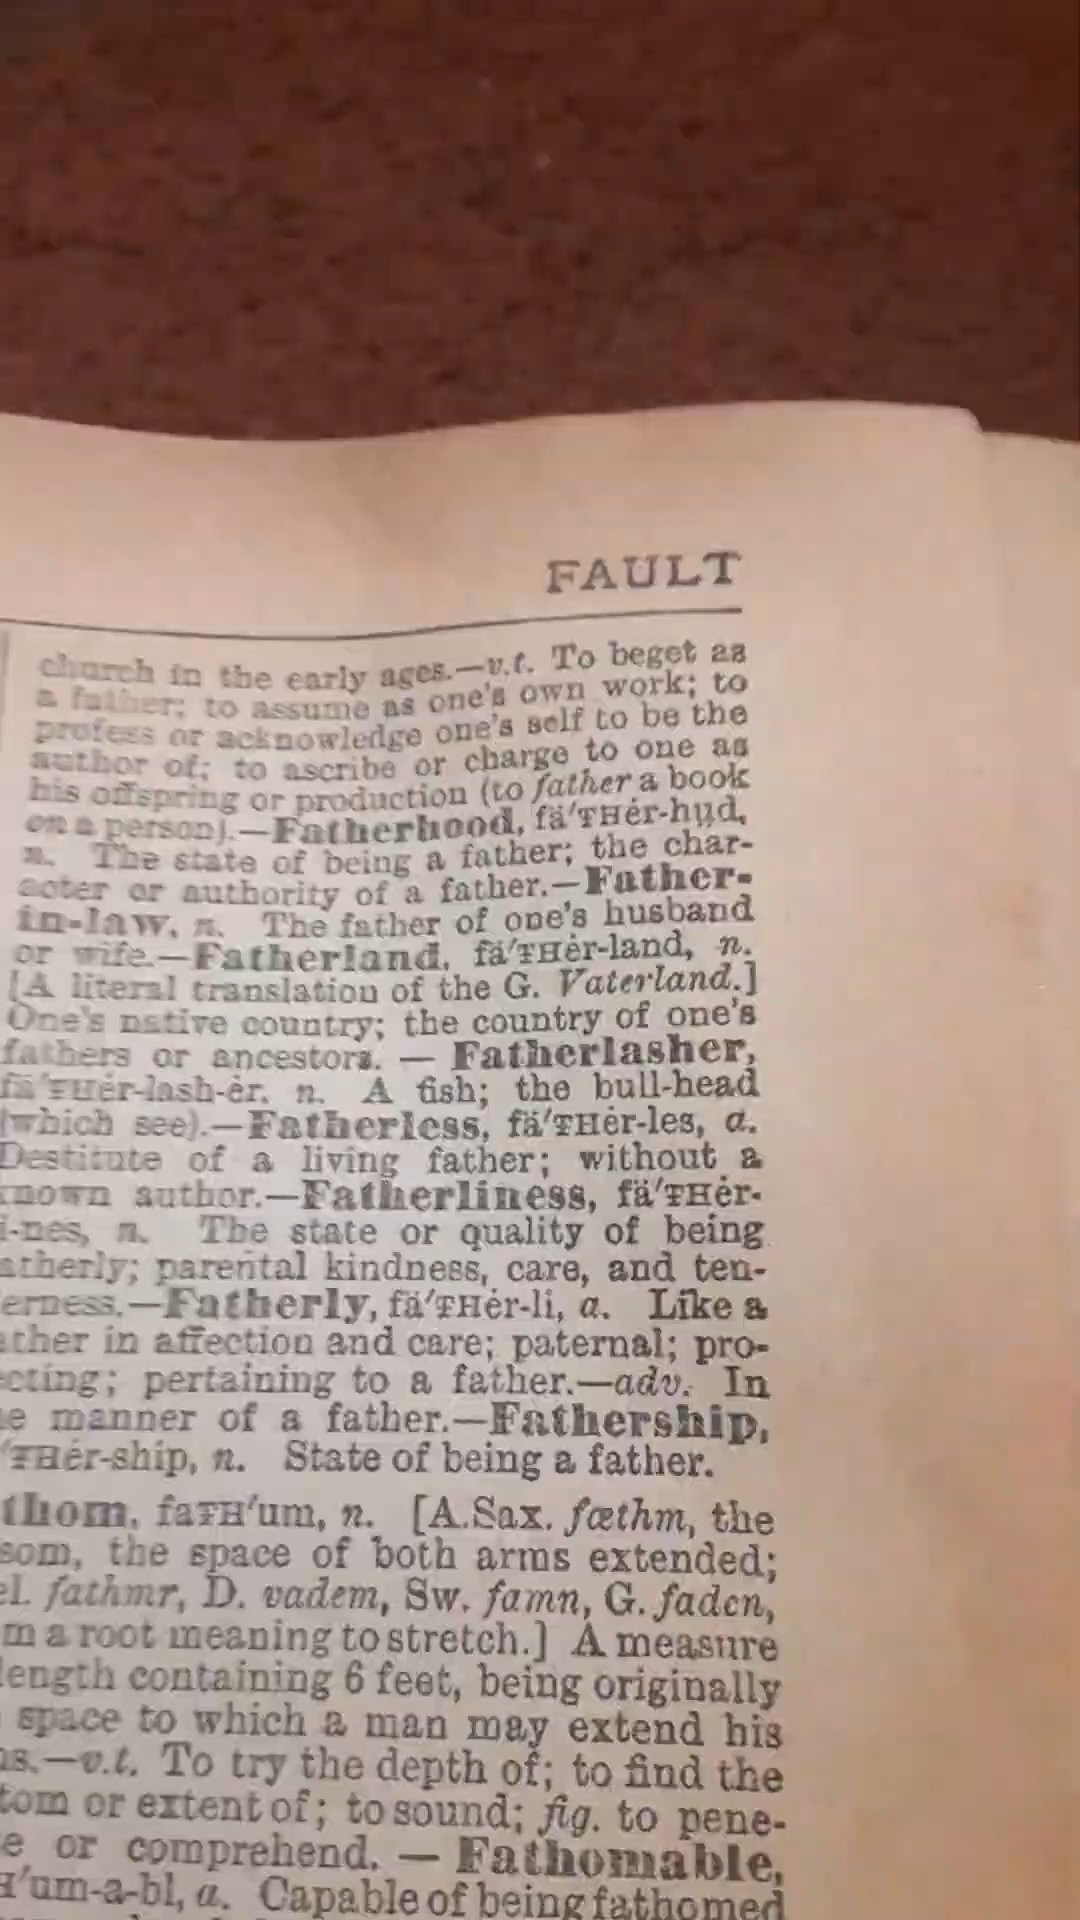 FAULT
church in the early ages.—v.t. To beget as
a father; to assume as one's own work; to
profess or acknowledge one's self to be the
author of; to ascribe or charge to one as
his offspring or production (to father a book
on a person).—Fatherhood, fä′ᴛʜėr-hụd,
n. The state of being a father; the char-
acter or authority of a father.—Father-
in-law, n. The father of one's husband
or wife.—Fatherland, fä′ᴛʜėr-land, n.
[A literal translation of the G. Vaterland.]
One's native country; the country of one's
fathers or ancestors. — Fatherlasher,
fä′ᴛʜėr-lash-ėr, n. A fish; the bull-head
(which see).—Fatherless, fä′ᴛʜėr-les, a.
Destitute of a living father; without a
known author.—Fatherliness, fä′ᴛʜėr-
i-nes, n. The state or quality of being
atherly; parental kindness, care, and ten-
erness.—Fatherly, fä′ᴛʜėr-li, a. Like a
ather in affection and care; paternal; pro-
ecting; pertaining to a father.—adv. In
e manner of a father.—Fathership,
′ᴛʜėr-ship, n. State of being a father.
thom, faᴛʜ′um, n. [A.Sax. fœthm, the
som, the space of both arms extended;
el. fathmr, D. vadem, Sw. famn, G. faden,
m a root meaning to stretch.] A measure
length containing 6 feet, being originally
space to which a man may extend his
ns.—v.t. To try the depth of; to find the
tom or extent of; to sound; fig. to pene-
e or comprehend. — Fathomable,
ʜ′um-a-bl, a. Capable of being fathomed